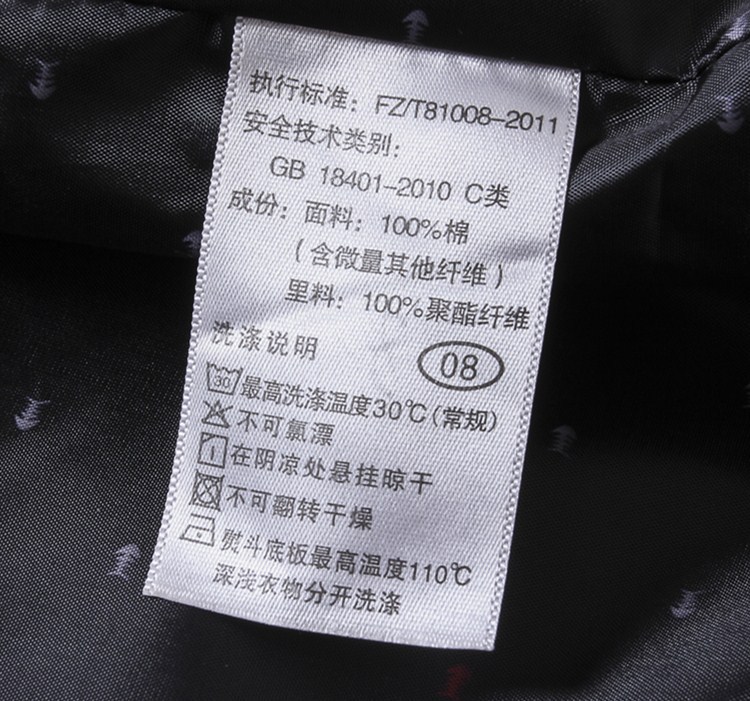 执行标准：FZ/T81008-2011
安全技术类别：
GB 18401-2010 C类
成份：面料：100%棉
（含微量其他纤维）
里料：100%聚酯纤维
洗涤说明
08
30 最高洗涤温度30℃（常规）
不可氯漂
在阴凉处悬挂晾干
不可翻转干燥
熨斗底板最高温度110℃
深浅衣物分开洗涤